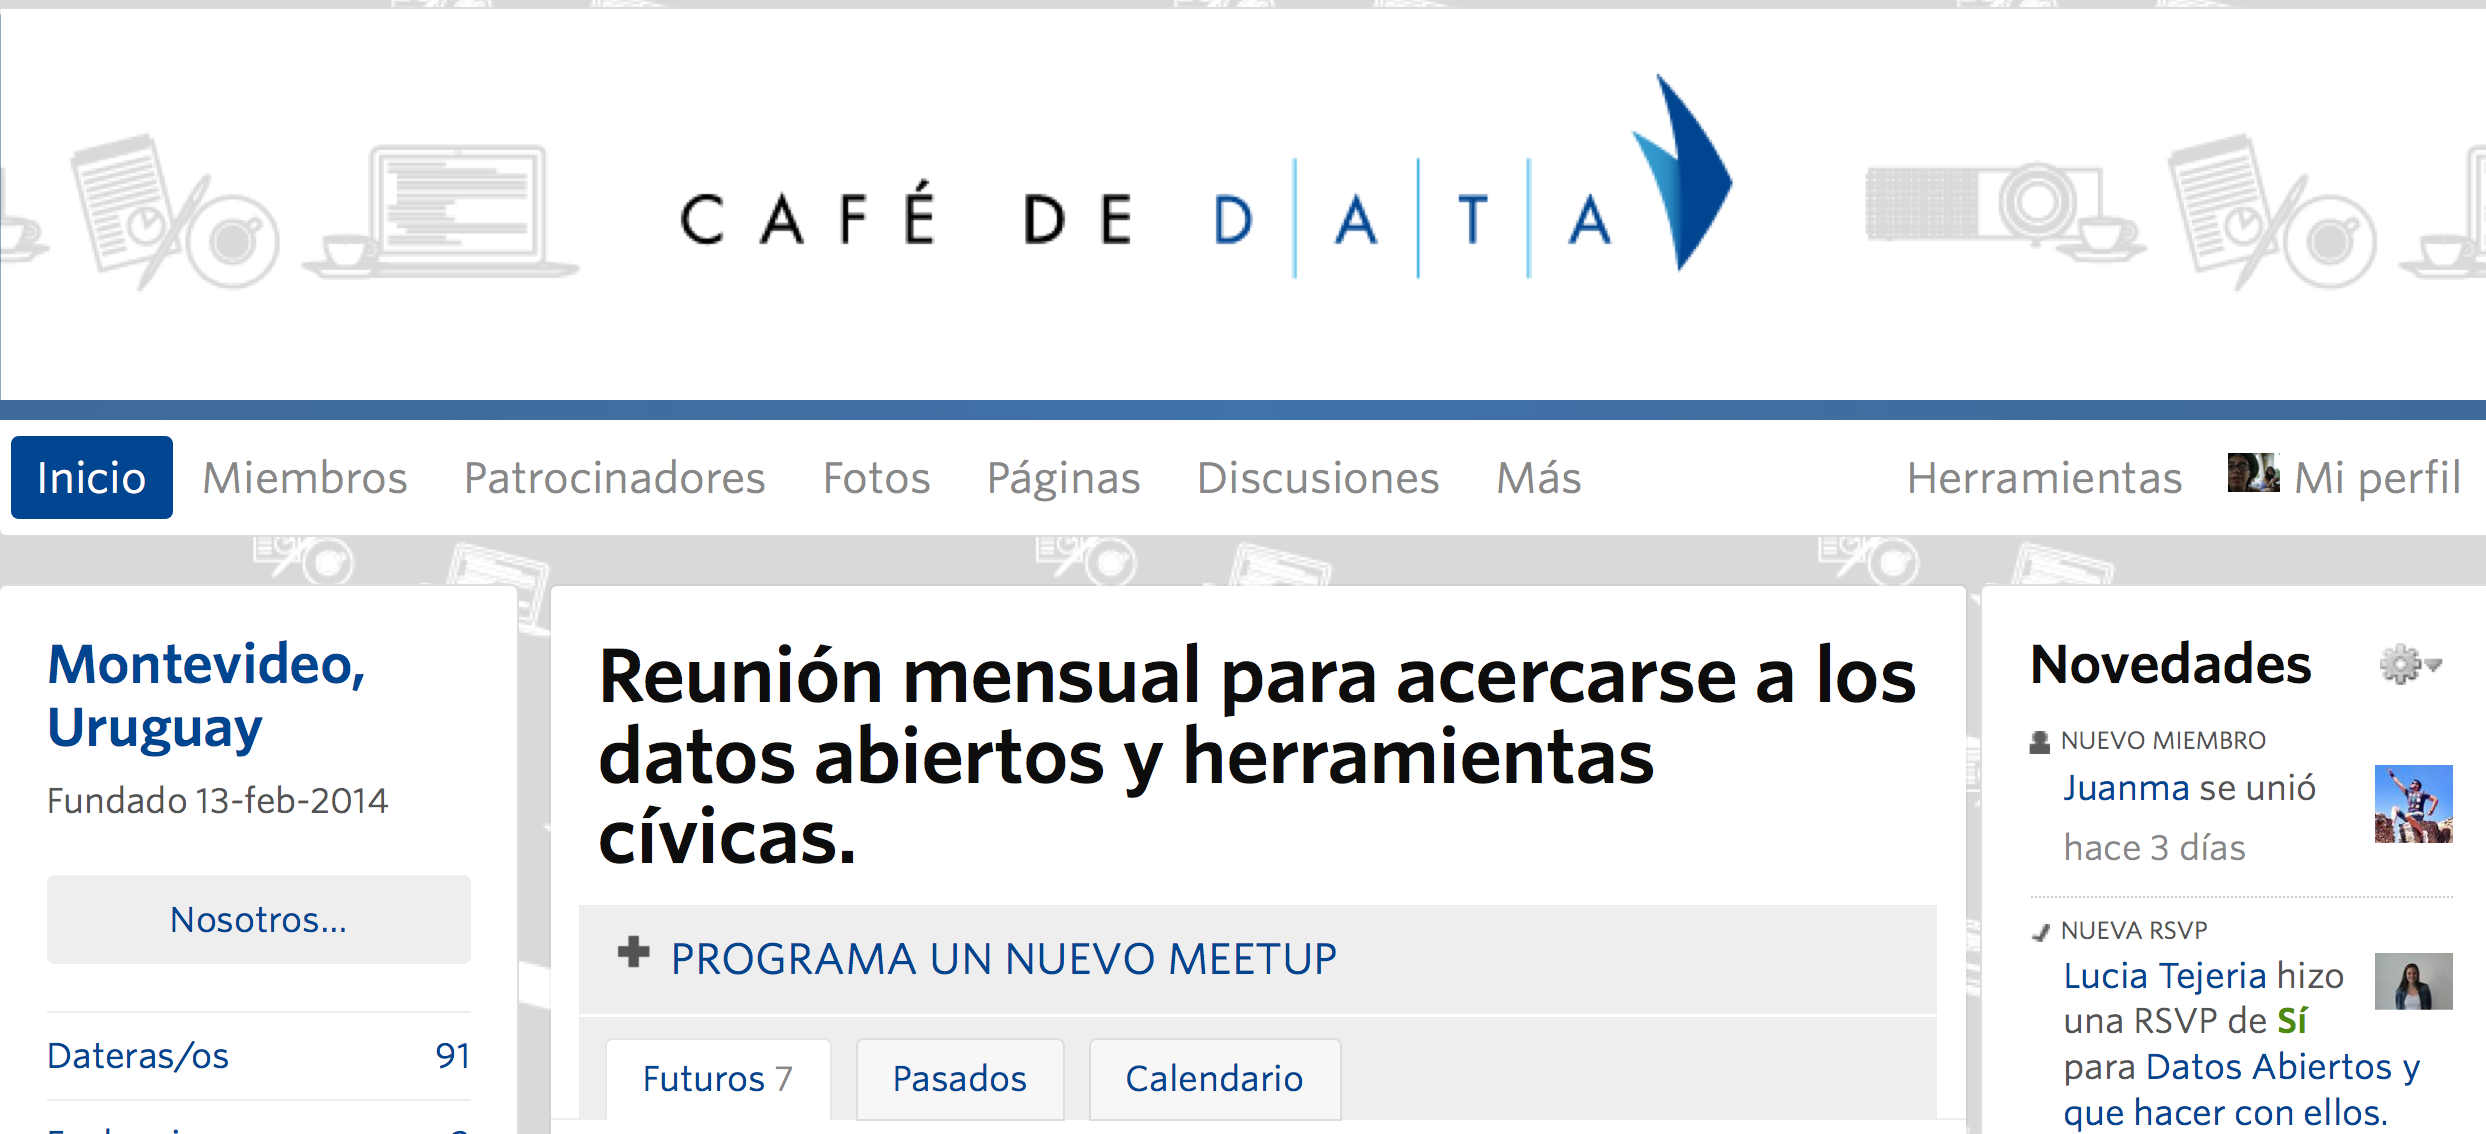 CAFÉ DE D|A|T|A
Inicio Miembros Patrocinadores Fotos Páginas Discusiones Más Herramientas Mi perfil
Montevideo,
Uruguay
Fundado 13-feb-2014
Nosotros...
Dateras/os 91
Reunión mensual para acercarse a los
datos abiertos y herramientas
cívicas.
PROGRAMA UN NUEVO MEETUP
Futuros 7 Pasados Calendario
Novedades
NUEVO MIEMBRO
Juanma se unió
hace 3 días
NUEVA RSVP
Lucia Tejeria hizo
una RSVP de Sí
para Datos Abiertos y
que hacer con ellos.